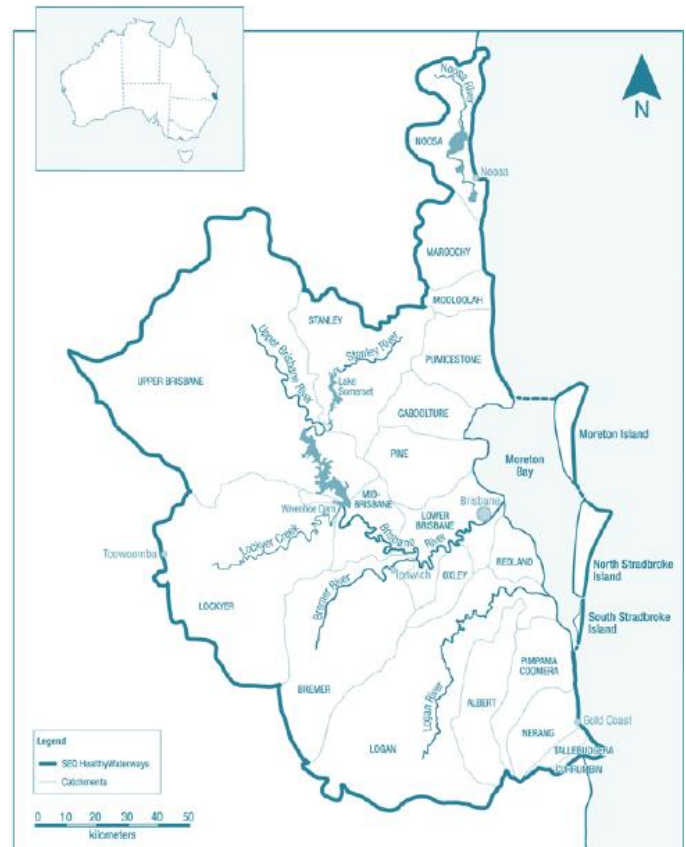 N
Noosa River
NOOSA
Noosa
MAROOCHY
MOOLOOLAH
STANLEY
Upper Brisbane River
Stanley River
PUMICESTONE
UPPER BRISBANE
Lake
Somerset
CABOOLTURE
Moreton Island
PINE
Moreton
Bay
MID-
BRISBANE
Brisbane
Wivenhoe Dam
LOWER
BRISBANE
Lockyer Creek
Brisbane River
Toowoomba
REDLAND
North Stradbroke
Island
Ipswich
OXLEY
LOCKYER
Bremer River
South Stradbroke
Island
PIMPAMA
COOMERA
BREMER
Logan River
ALBERT
Gold Coast
NERANG
LOGAN
TALLEBUDGERA
CURRUMBIN
Legend
SEQ HealthyWaterways
Catchments
0 10 20 30 40 50
kilometers